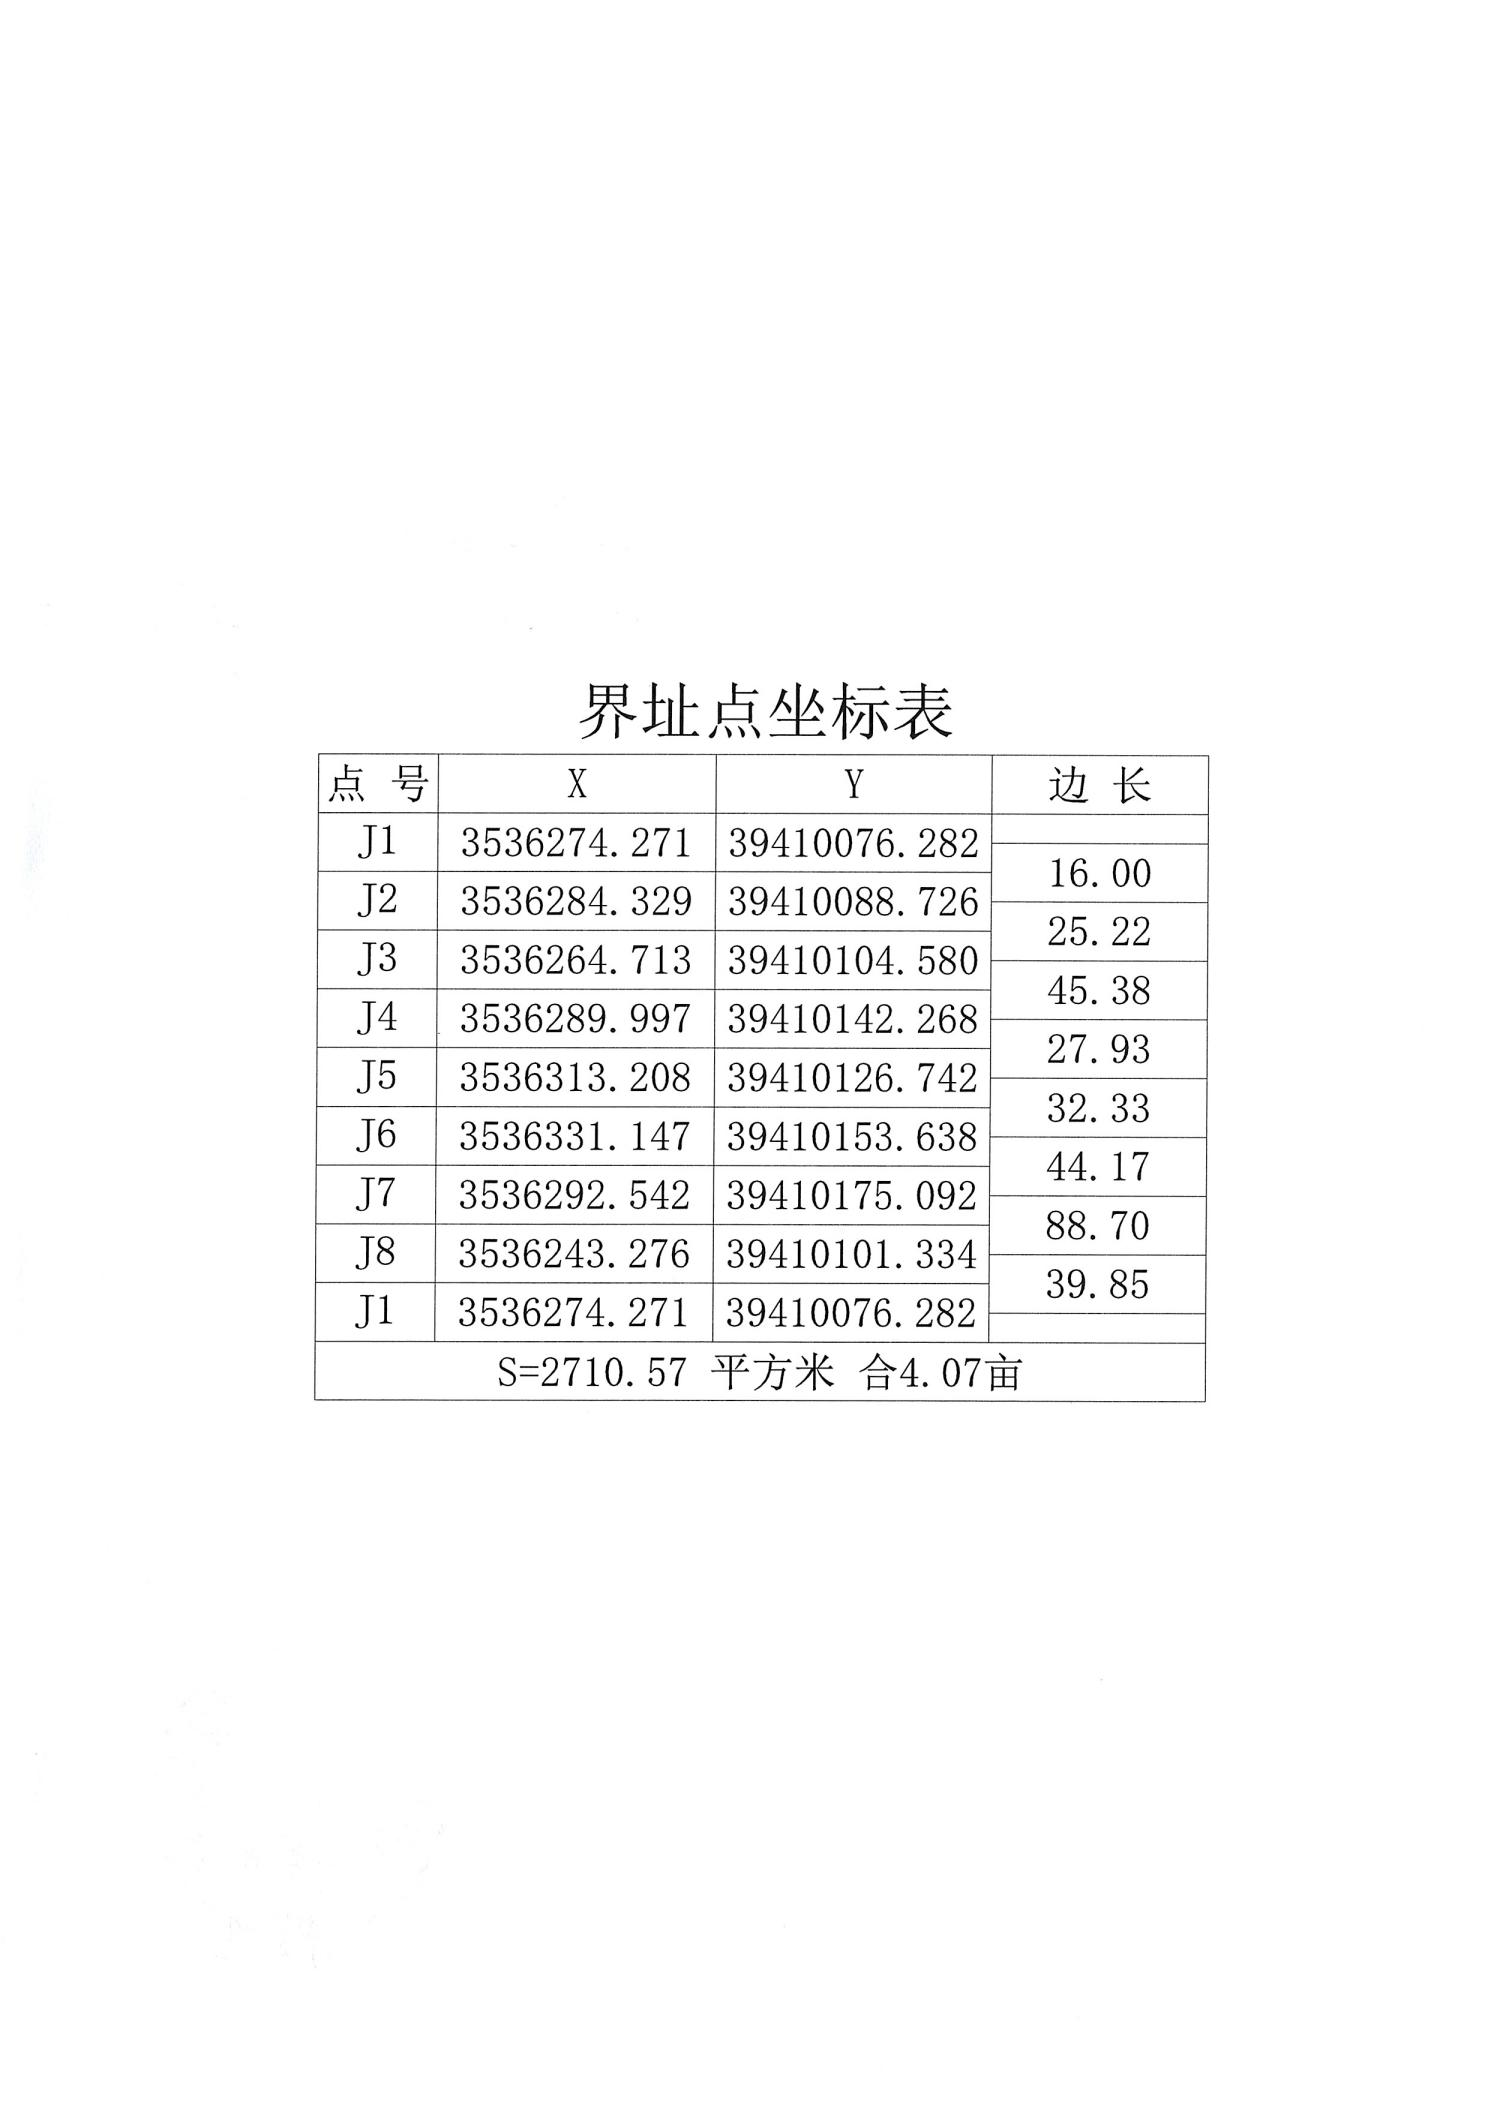 界址点坐标表
点 号 X Y 边 长
J1 3536274.271 39410076.282
16.00
J2 3536284.329 39410088.726
25.22
J3 3536264.713 39410104.580
45.38
J4 3536289.997 39410142.268
27.93
J5 3536313.208 39410126.742
32.33
J6 3536331.147 39410153.638
44.17
J7 3536292.542 39410175.092
88.70
J8 3536243.276 39410101.334
39.85
J1 3536274.271 39410076.282
S=2710.57 平方米 合4.07亩